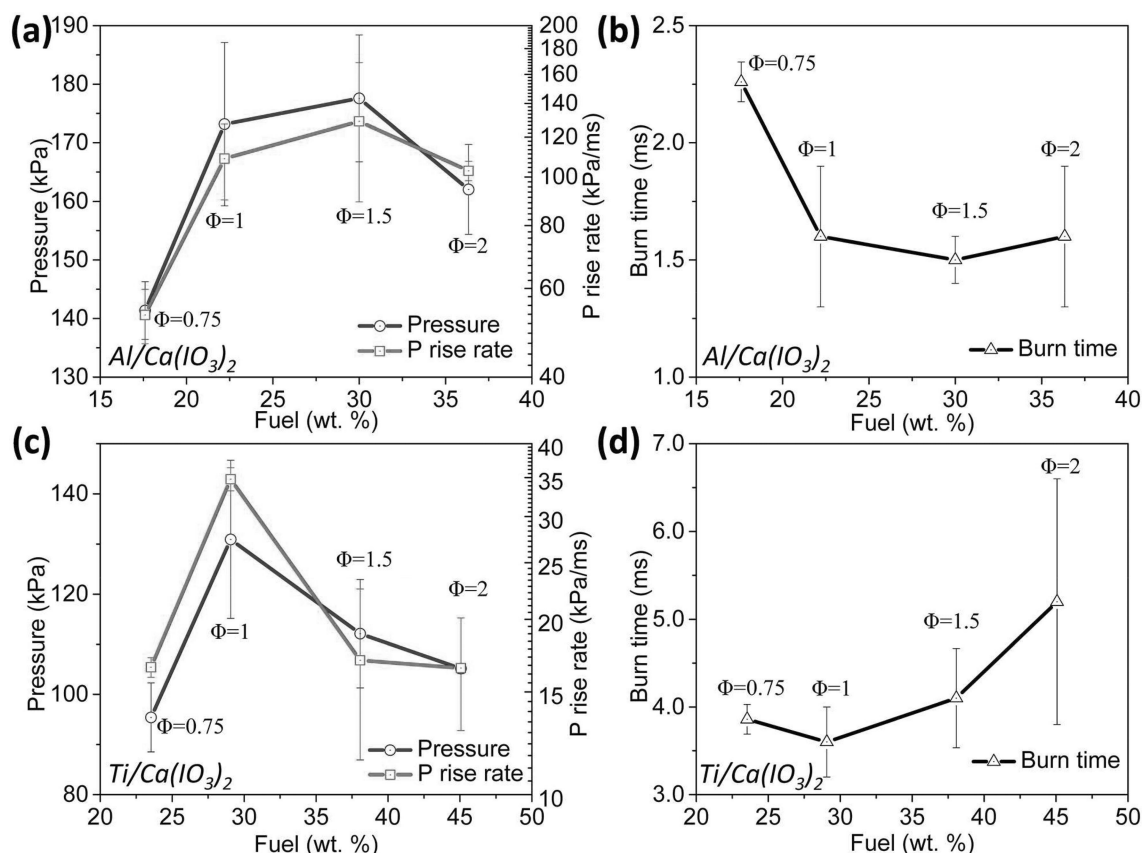 (a)
190
180
170
160
150
140
130
Pressure (kPa)
200
180
160
140
120
100
80
60
40
P rise rate (kPa/ms)
Φ=0.75
Φ=1
Φ=1.5
Φ=2
Pressure
P rise rate
Al/Ca(IO3)2
15 20 25 30 35 40
Fuel (wt. %)
(b)
2.5
2.0
1.5
1.0
Burn time (ms)
Φ=0.75
Φ=1
Φ=1.5
Φ=2
Burn time
Al/Ca(IO3)2
15 20 25 30 35 40
Fuel (wt. %)
(c)
140
120
100
80
Pressure (kPa)
40
35
30
25
20
15
10
P rise rate (kPa/ms)
Φ=0.75
Φ=1
Φ=1.5
Φ=2
Pressure
P rise rate
Ti/Ca(IO3)2
20 25 30 35 40 45 50
Fuel (wt. %)
(d)
7.0
6.0
5.0
4.0
3.0
Burn time (ms)
Φ=0.75
Φ=1
Φ=1.5
Φ=2
Burn time
Ti/Ca(IO3)2
20 25 30 35 40 45 50
Fuel (wt. %)